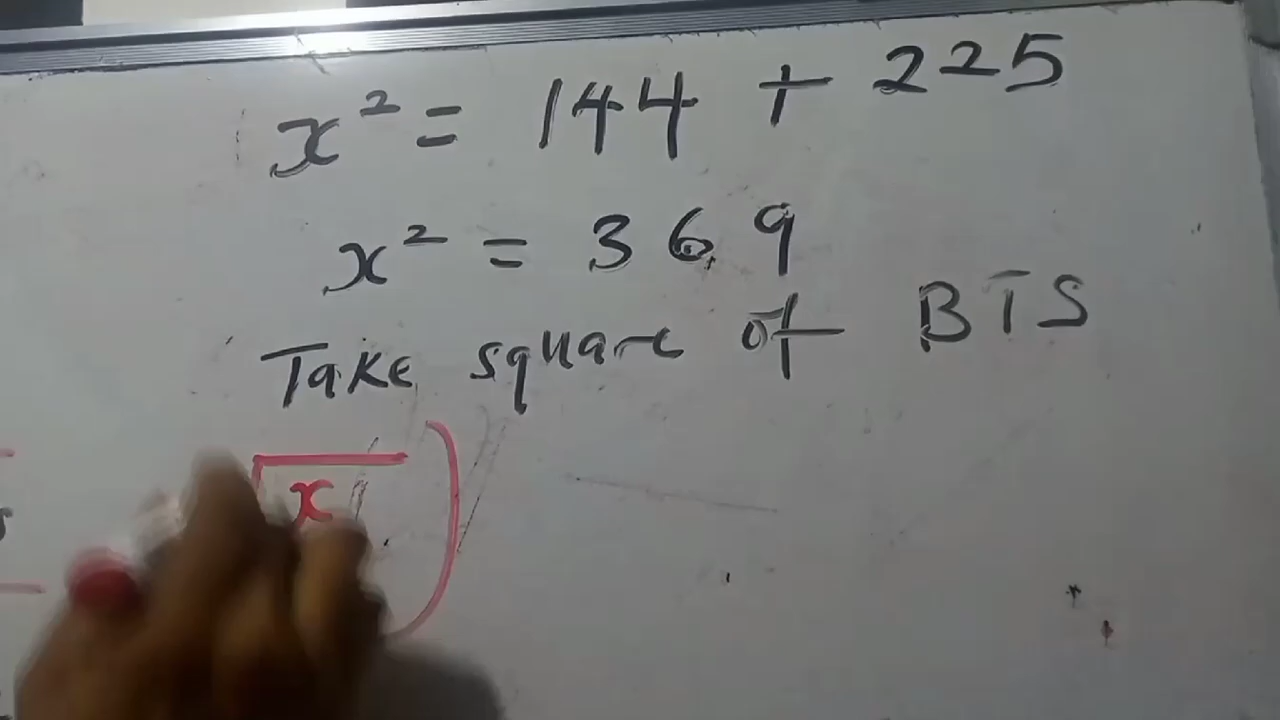 x² = 144 + 225
x² = 369
Take square of BTS
√x